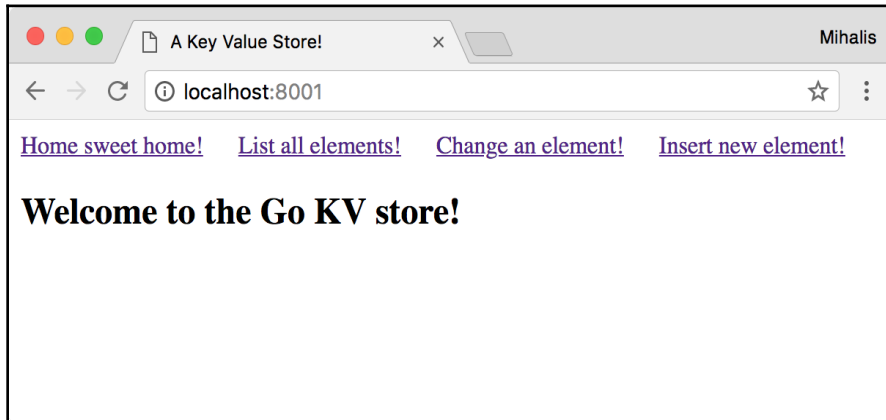 A Key Value Store!
Mihalis
localhost:8001
Home sweet home! List all elements! Change an element! Insert new element!
Welcome to the Go KV store!